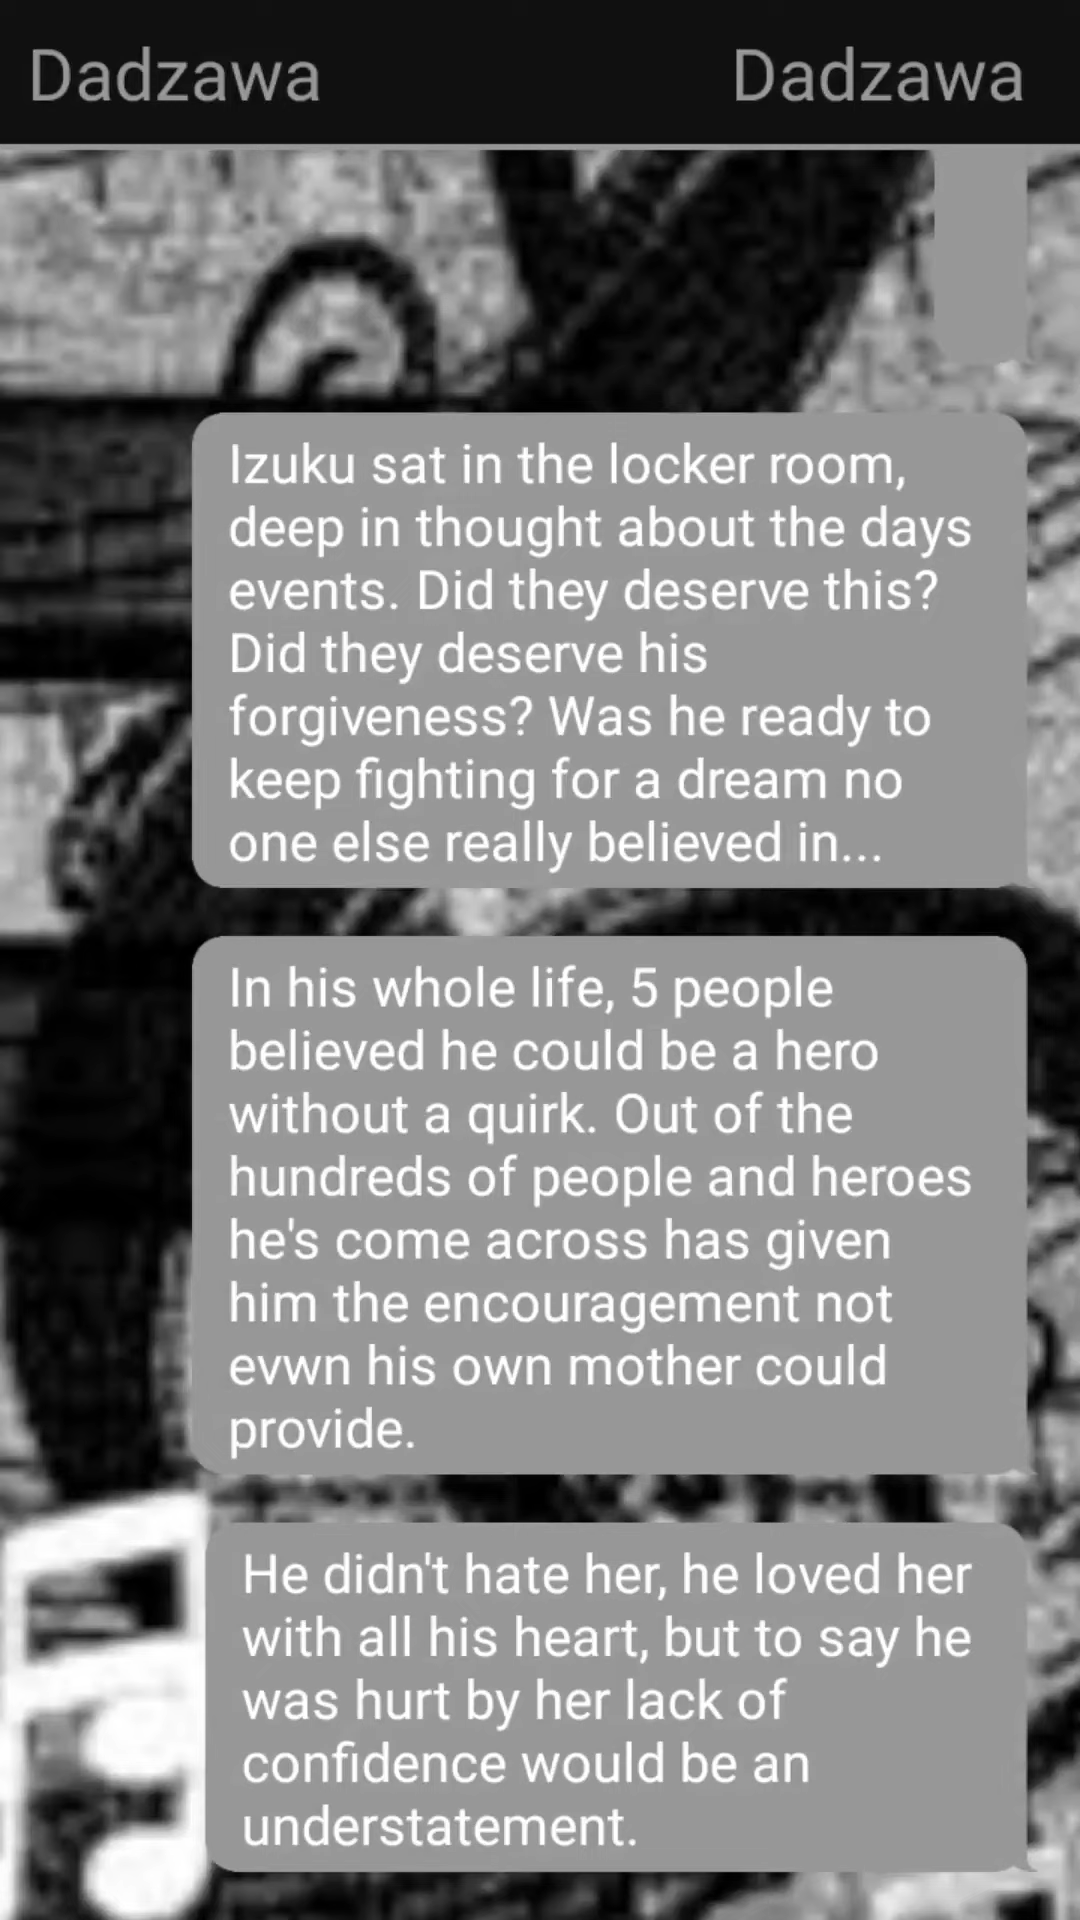 Dadzawa Dadzawa
Izuku sat in the locker room,
deep in thought about the days
events. Did they deserve this?
Did they deserve his
forgiveness? Was he ready to
keep fighting for a dream no
one else really believed in...
In his whole life, 5 people
believed he could be a hero
without a quirk. Out of the
hundreds of people and heroes
he's come across has given
him the encouragement not
evwn his own mother could
provide.
He didn't hate her, he loved her
with all his heart, but to say he
was hurt by her lack of
confidence would be an
understatement.